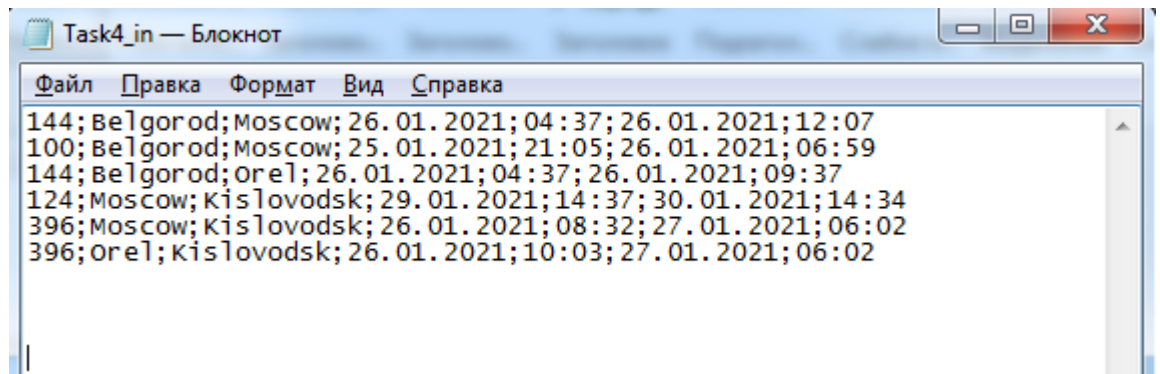 Task4_in — Блокнот
Файл Правка Формат Вид Справка
144;Belgorod;Moscow;26.01.2021;04:37;26.01.2021;12:07
100;Belgorod;Moscow;25.01.2021;21:05;26.01.2021;06:59
144;Belgorod;Orel;26.01.2021;04:37;26.01.2021;09:37
124;Moscow;Kislovodsk;29.01.2021;14:37;30.01.2021;14:34
396;Moscow;Kislovodsk;26.01.2021;08:32;27.01.2021;06:02
396;Orel;Kislovodsk;26.01.2021;10:03;27.01.2021;06:02